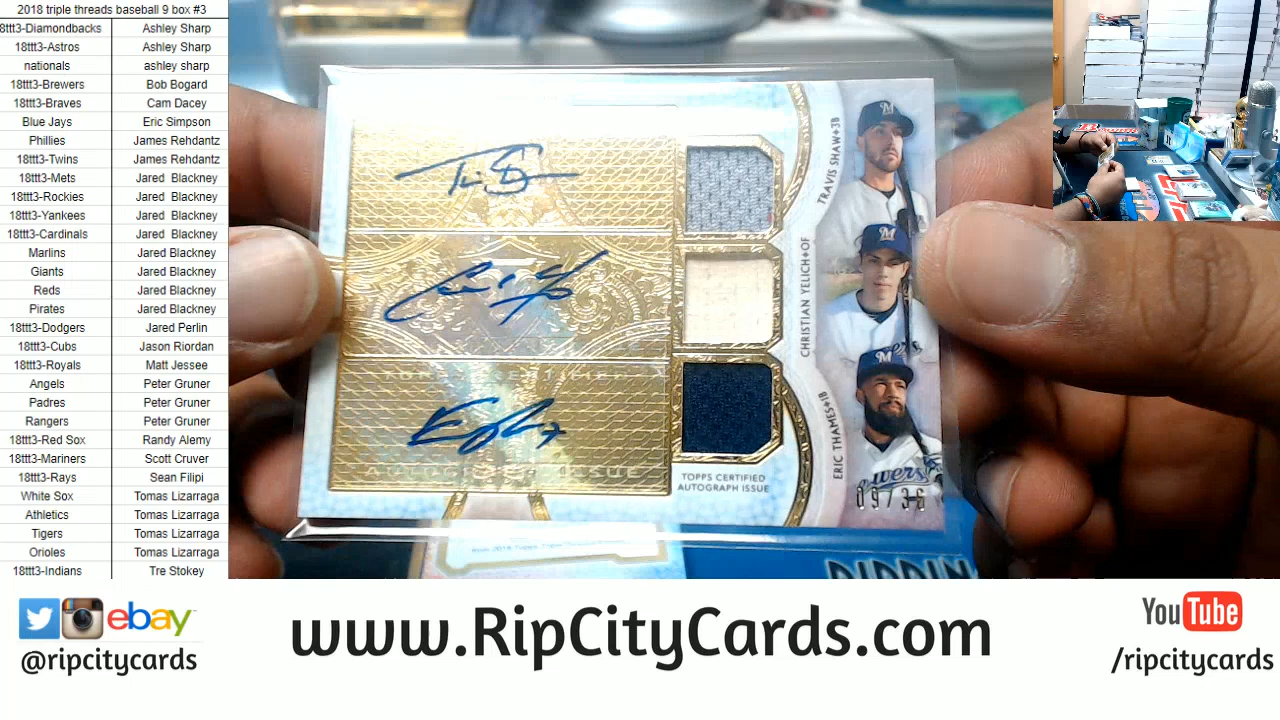 2018 triple threads baseball 9 box #3
18ttt3-Diamondbacks Ashley Sharp
18ttt3-Astros Ashley Sharp
nationals ashley sharp
18ttt3-Brewers Bob Bogard
18ttt3-Braves Cam Dacey
Blue Jays Eric Simpson
Phillies James Rehdantz
18ttt3-Twins James Rehdantz
18ttt3-Mets Jared Blackney
18ttt3-Rockies Jared Blackney
18ttt3-Yankees Jared Blackney
18ttt3-Cardinals Jared Blackney
Marlins Jared Blackney
Giants Jared Blackney
Reds Jared Blackney
Pirates Jared Blackney
18ttt3-Dodgers Jared Perlin
18ttt3-Cubs Jason Riordan
18ttt3-Royals Matt Jessee
Angels Peter Gruner
Padres Peter Gruner
Rangers Peter Gruner
18ttt3-Red Sox Randy Alemy
18ttt3-Mariners Scott Cruver
18ttt3-Rays Sean Filipi
White Sox Tomas Lizarraga
Athletics Tomas Lizarraga
Tigers Tomas Lizarraga
Orioles Tomas Lizarraga
18ttt3-Indians Tre Stokey
TRAVIS SHAW•3B
CHRISTIAN YELICH•OF
ERIC THAMES•1B
AUTOGRAPHED ISSUE
TOPPS CERTIFIED
AUTOGRAPH ISSUE
09/36
ebay
@ripcitycards
www.RipCityCards.com
YouTube
/ripcitycards